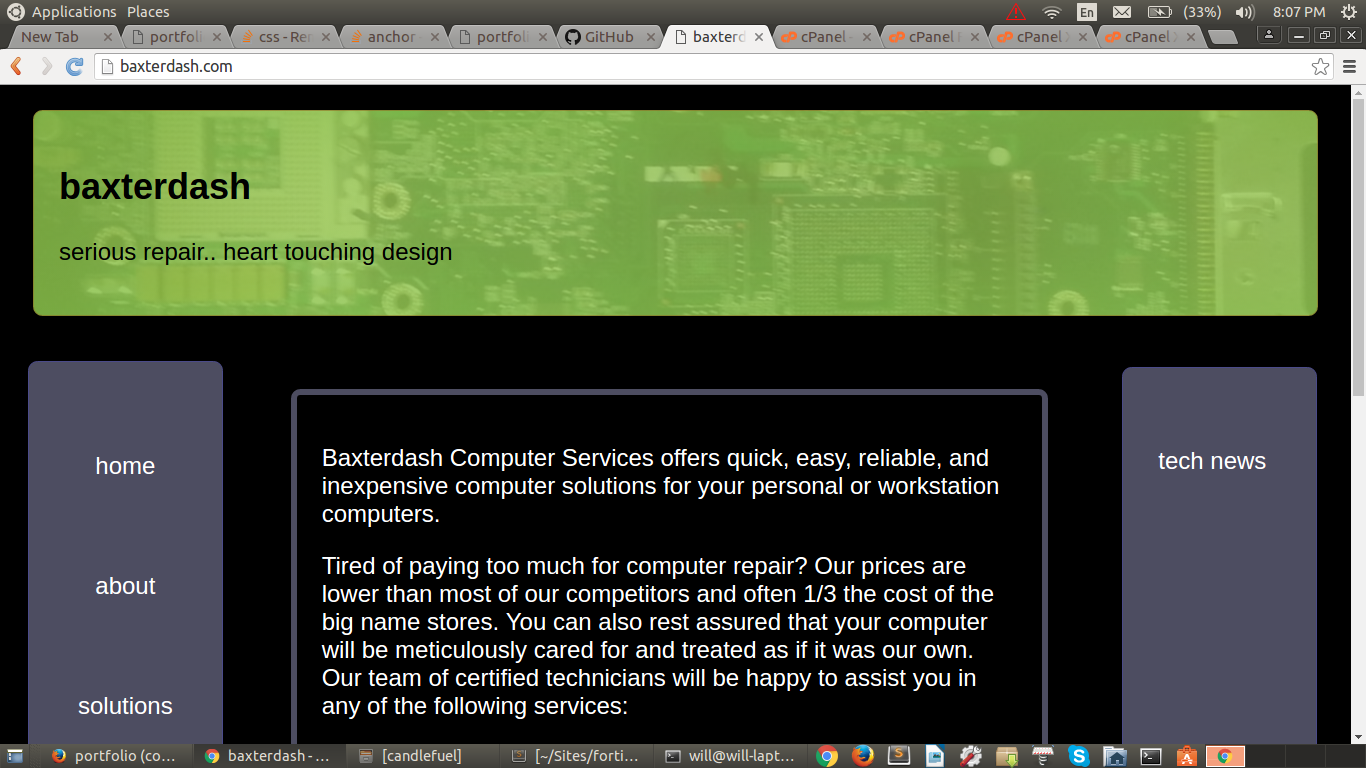 Applications Places
En
(33%)
8:07 PM
New Tab
portfoli
css - Rer
anchor
portfoli
GitHub
baxterd
cPanel
cPanel
cPanel
cPanel
baxterdash.com
baxterdash
serious repair.. heart touching design
home
about
solutions
Baxterdash Computer Services offers quick, easy, reliable, and
inexpensive computer solutions for your personal or workstation
computers.
Tired of paying too much for computer repair? Our prices are
lower than most of our competitors and often 1/3 the cost of the
big name stores. You can also rest assured that your computer
will be meticulously cared for and treated as if it was our own.
Our team of certified technicians will be happy to assist you in
any of the following services:
tech news
portfolio (co...
baxterdash - ...
[candlefuel]
[~/Sites/forti...
will@will-lapt...